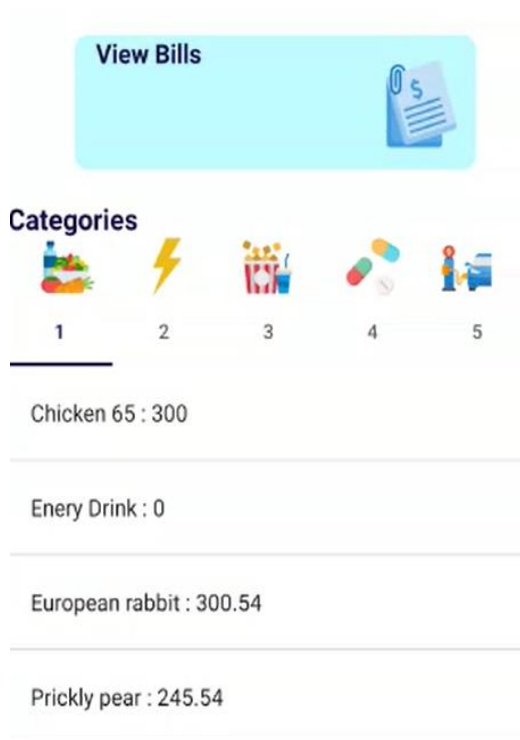 View Bills
$
Categories
1 2 3 4 5
Chicken 65 : 300
Enery Drink : 0
European rabbit : 300.54
Prickly pear : 245.54